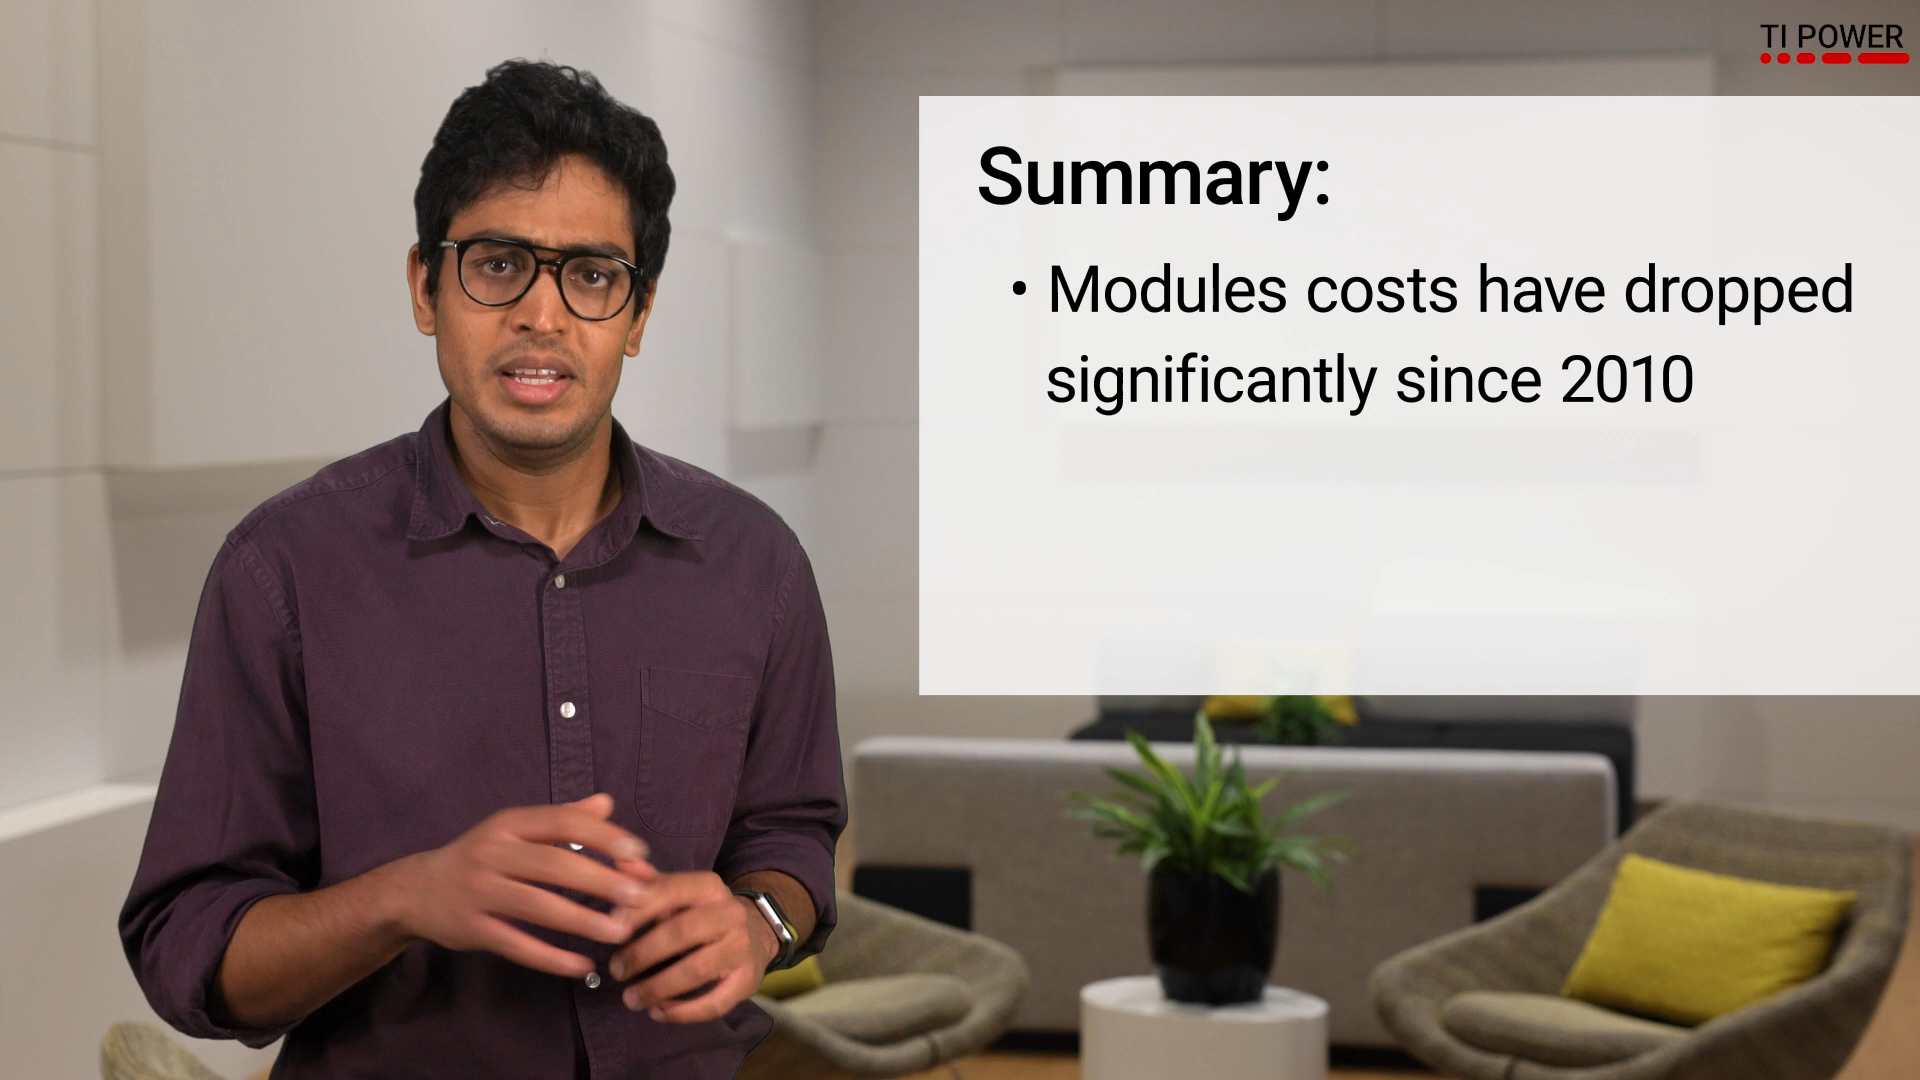 TI POWER
Summary:
• Modules costs have dropped
significantly since 2010